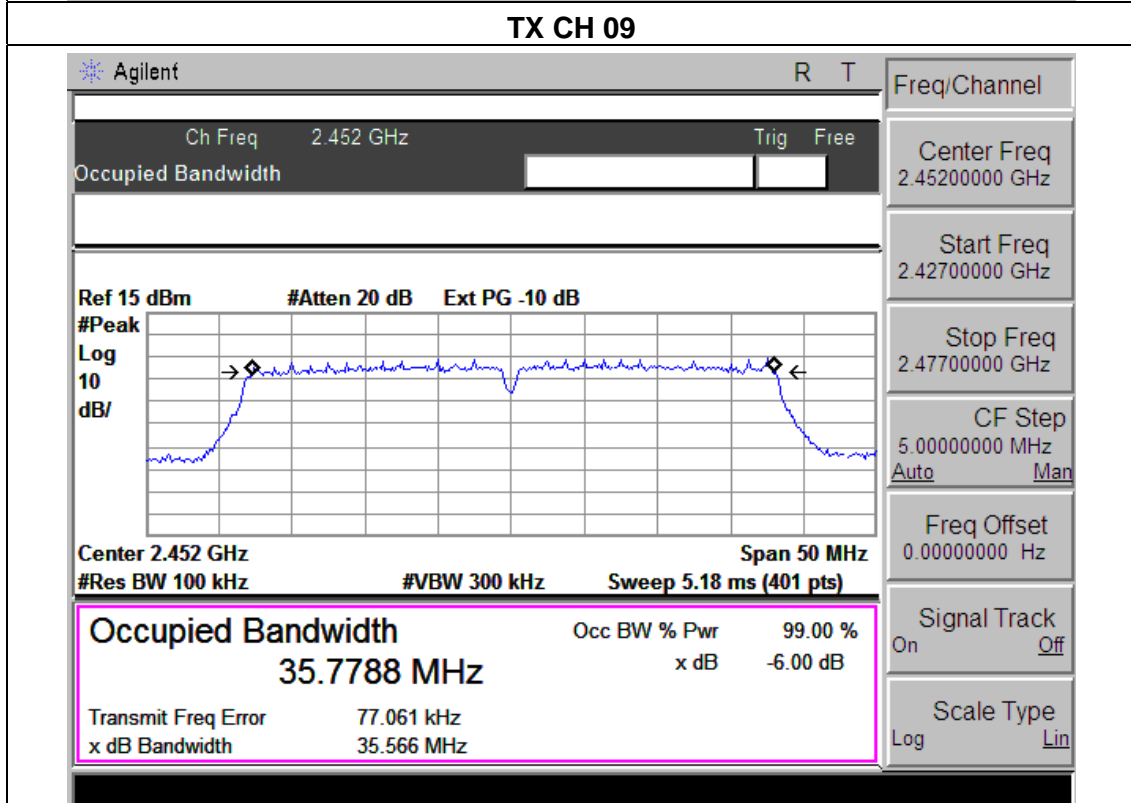 TX CH 09
Agilent R T
Ch Freq 2.452 GHz Trig Free
Occupied Bandwidth
Ref 15 dBm #Atten 20 dB Ext PG -10 dB
#Peak
Log
10
dB/
Center 2.452 GHz Span 50 MHz
#Res BW 100 kHz #VBW 300 kHz Sweep 5.18 ms (401 pts)
Occupied Bandwidth Occ BW % Pwr 99.00 %
35.7788 MHz x dB -6.00 dB
Transmit Freq Error 77.061 kHz
x dB Bandwidth 35.566 MHz
Freq/Channel
Center Freq
2.45200000 GHz
Start Freq
2.42700000 GHz
Stop Freq
2.47700000 GHz
CF Step
5.00000000 MHz
Auto Man
Freq Offset
0.00000000 Hz
Signal Track
On Off
Scale Type
Log Lin